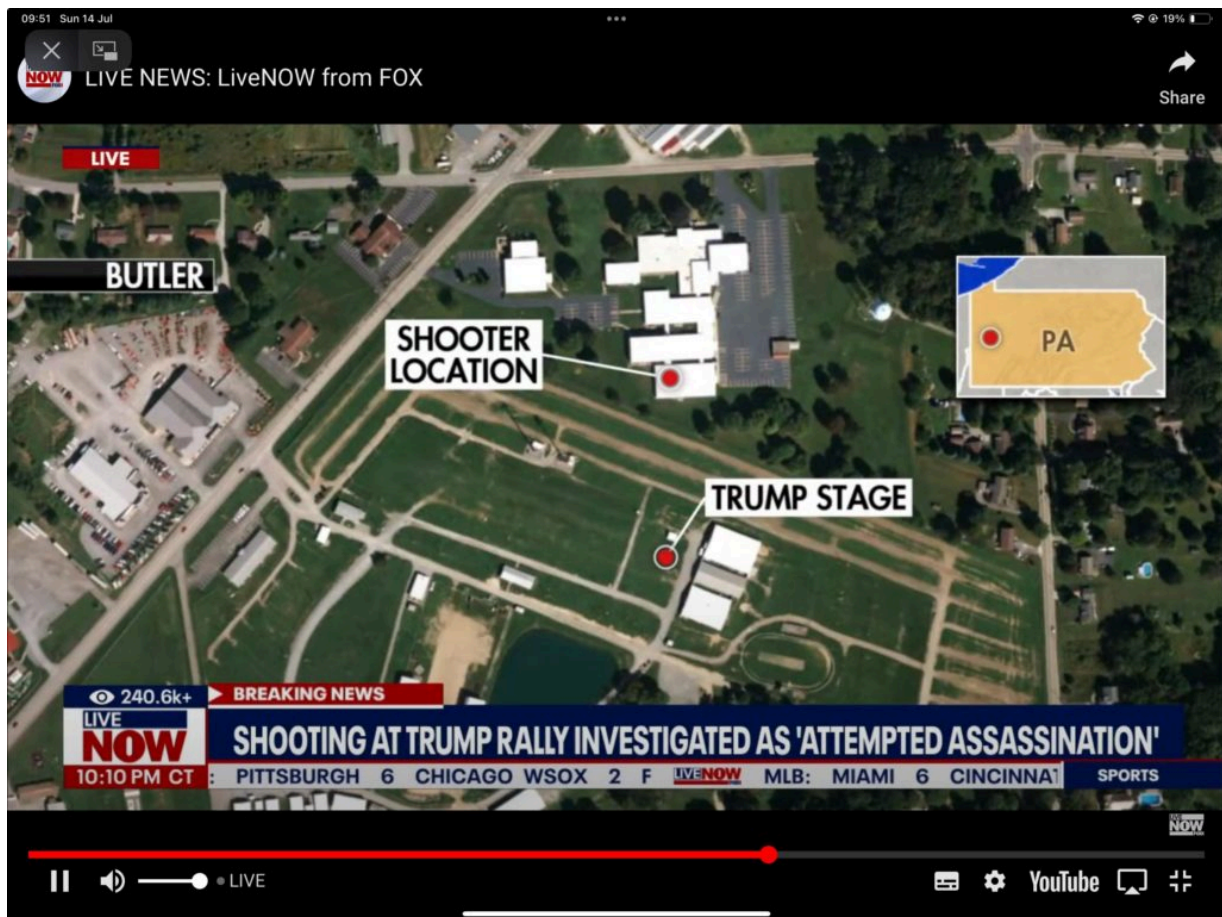 09:51 Sun 14 Jul
19%
NOW
LIVE NEWS: LiveNOW from FOX
Share
LIVE
BUTLER
SHOOTER
LOCATION
PA
TRUMP STAGE
240.6k+
BREAKING NEWS
LIVE
NOW
SHOOTING AT TRUMP RALLY INVESTIGATED AS 'ATTEMPTED ASSASSINATION'
10:10 PM CT
: PITTSBURGH 6 CHICAGO WSOX 2 F LIVENOW MLB: MIAMI 6 CINCINNAT
SPORTS
LIVE
NOW
LIVE
YouTube